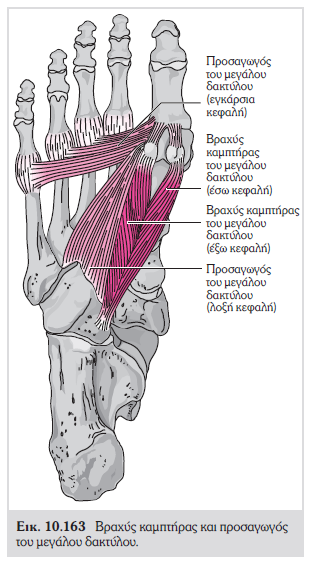 Προσαγωγός
του μεγάλου
δακτύλου
(εγκάρσια
κεφαλή)
Βραχύς
καμπτήρας
του μεγάλου
δακτύλου
(έσω κεφαλή)
Βραχύς καμπτήρας
του μεγάλου
δακτύλου
(έξω κεφαλή)
Προσαγωγός
του μεγάλου
δακτύλου
(λοξή κεφαλή)
Εικ. 10.163 Βραχύς καμπτήρας και προσαγωγός
του μεγάλου δακτύλου.